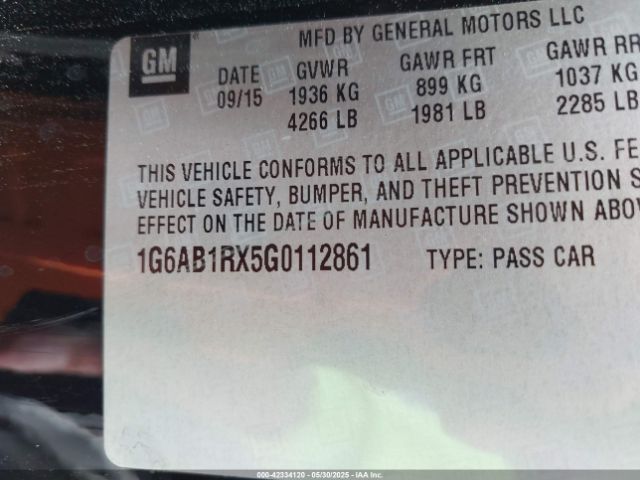 GM
MFD BY GENERAL MOTORS LLC
DATE GVWR GAWR FRT GAWR RR
09/15 1936 KG 899 KG 1037 KG
4266 LB 1981 LB 2285 LB
THIS VEHICLE CONFORMS TO ALL APPLICABLE U.S. FE
VEHICLE SAFETY, BUMPER, AND THEFT PREVENTION S
EFFECT ON THE DATE OF MANUFACTURE SHOWN ABOV
1G6AB1RX5G0112861 TYPE: PASS CAR
000-42334120 - 05/30/2025 - IAA Inc.